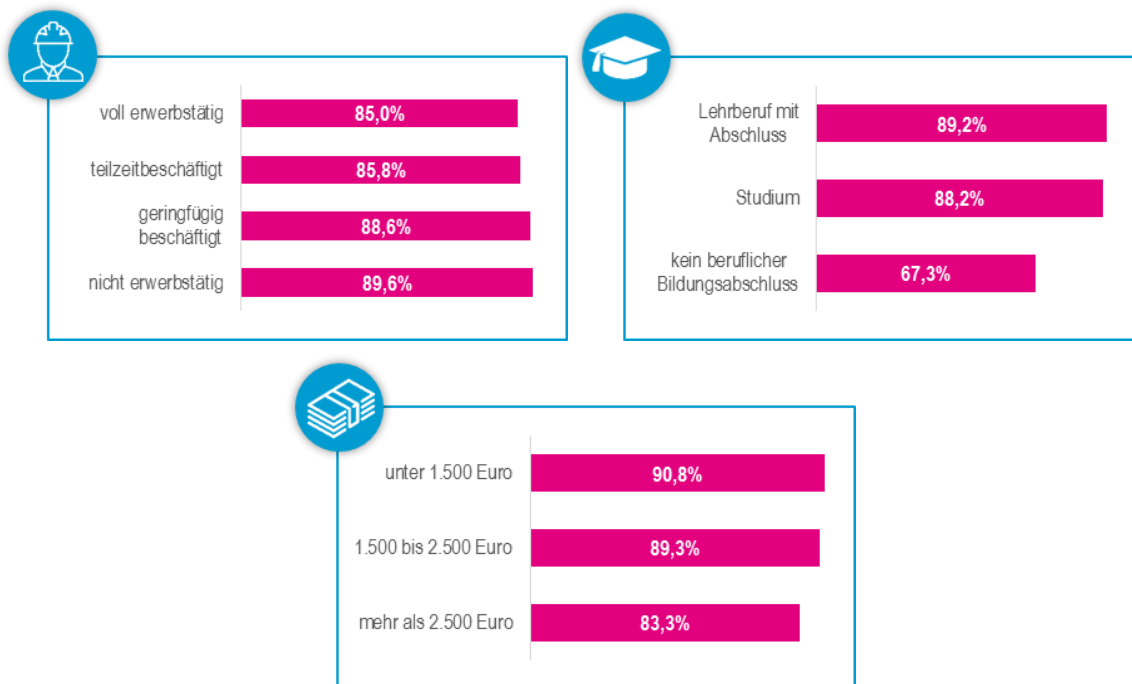 voll erwerbstätig 85,0%
teilzeitbeschäftigt 85,8%
geringfügig
beschäftigt 88,6%
nicht erwerbstätig 89,6%
Lehrberuf mit
Abschluss 89,2%
Studium 88,2%
kein beruflicher
Bildungsabschluss 67,3%
unter 1.500 Euro 90,8%
1.500 bis 2.500 Euro 89,3%
mehr als 2.500 Euro 83,3%